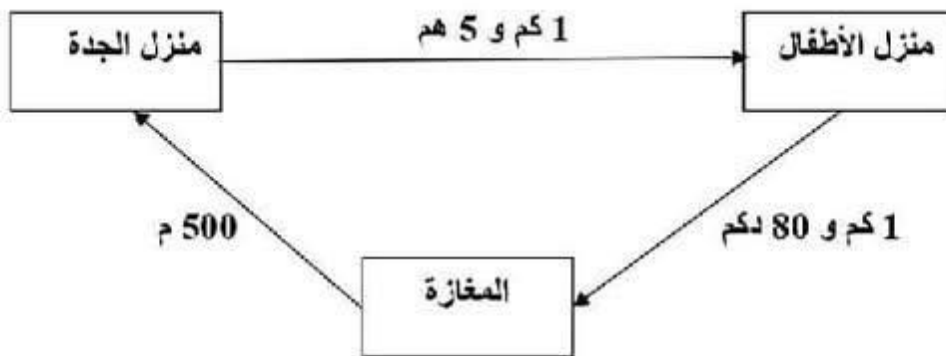 منزل الأطفال
1 كم و 5 هم
منزل الجدة
1 كم و 80 دكم
500 م
المغازة